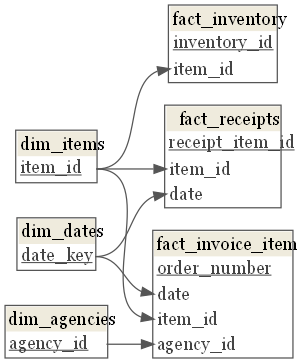 fact_inventory
inventory_id
item_id
fact_receipts
receipt_item_id
item_id
date
dim_items
item_id
dim_dates
date_key
fact_invoice_item
order_number
date
item_id
agency_id
dim_agencies
agency_id